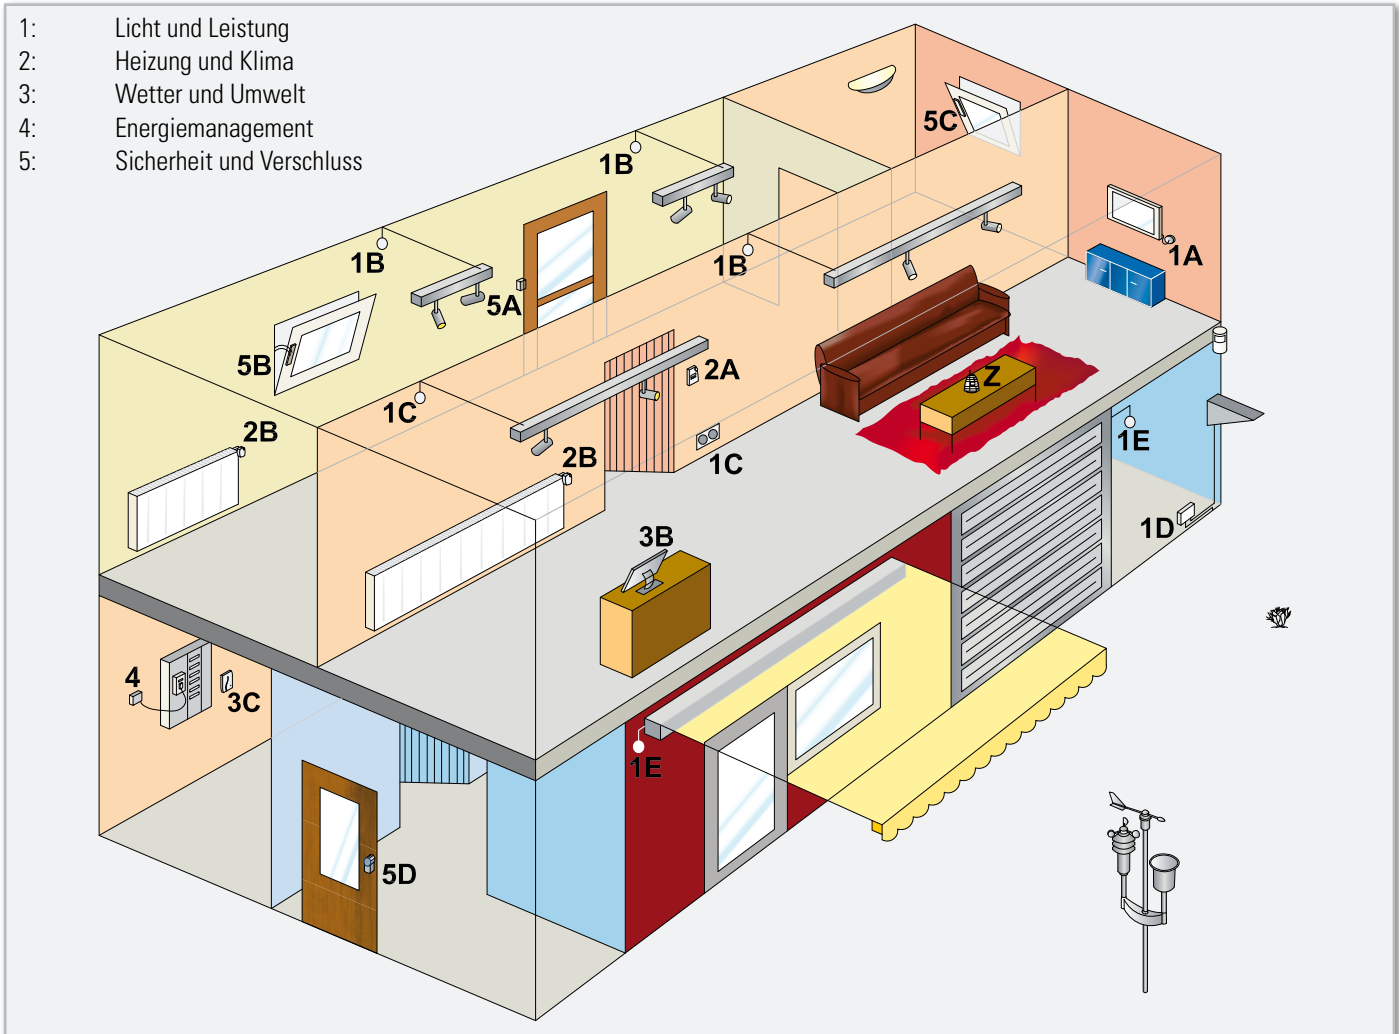 1: Licht und Leistung
2: Heizung und Klima
3: Wetter und Umwelt
4: Energiemanagement
5: Sicherheit und Verschluss
5C
1B
1A
1B
1B
5A
5B
2A
Z
1C
2B
2B
1C
1E
1D
3B
4
3C
1E
5D